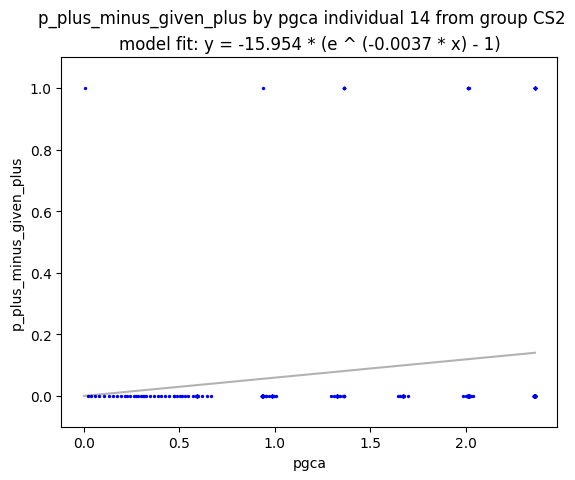 p_plus_minus_given_plus by pgca individual 14 from group CS2
model fit: y = -15.954 * (e ^ (-0.0037 * x) - 1)
1.0
0.8
0.6
0.4
0.2
0.0
p_plus_minus_given_plus
0.0 0.5 1.0 1.5 2.0
pgca